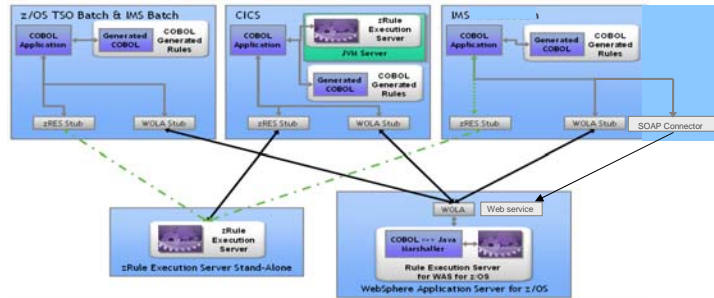 z/OS TSO Batch & IMS Batch
COBOL
Application
Generated
COBOL
COBOL
Generated
Rules
zRES Stub
WOLA Stub
CICS
COBOL
Application
zRule
Execution
Server
JVM Server
Generated
COBOL
COBOL
Generated
Rules
zRES Stub
WOLA Stub
IMS
COBOL
Application
Generated
COBOL
COBOL
Generated
Rules
zRES Stub
WOLA Stub
SOAP Connector
zRule
Execution
Server
zRule Execution Server Stand-Alone
WOLA
Web service
COBOL <-> Java
Marshaller
Rule Execution Server
for WAS for z/OS
WebSphere Application Server for z/OS